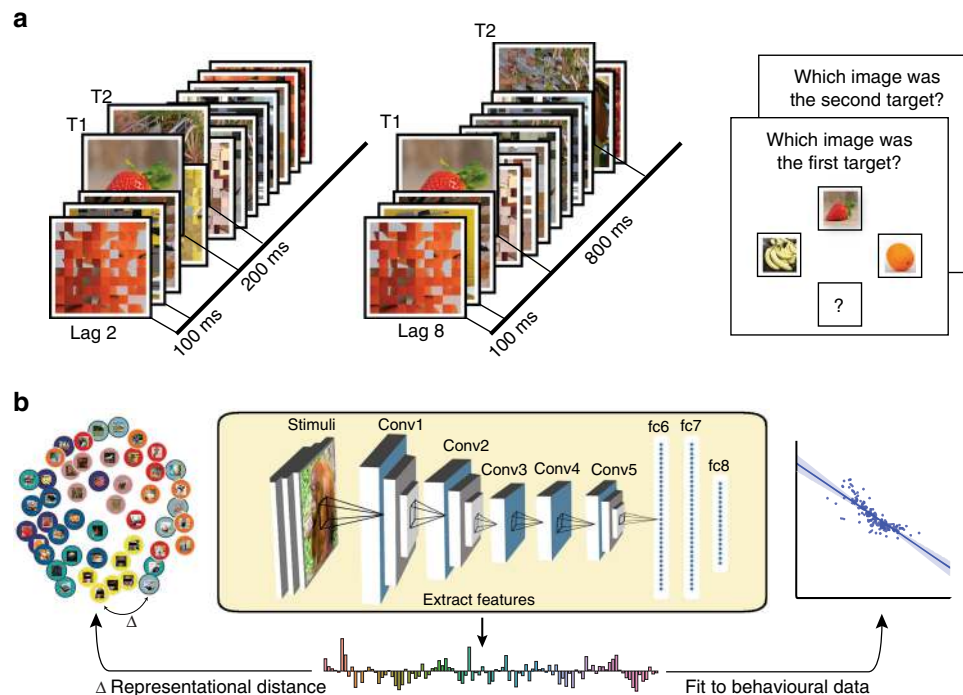 a
T2
T1
200 ms
100 ms
Lag 2
T2
T1
800 ms
100 ms
Lag 8
Which image was
the second target?
Which image was
the first target?
?
b
Stimuli
Conv1
Conv2
Conv3
Conv4
Conv5
fc6
fc7
fc8
Extract features
Δ
Δ Representational distance
Fit to behavioural data